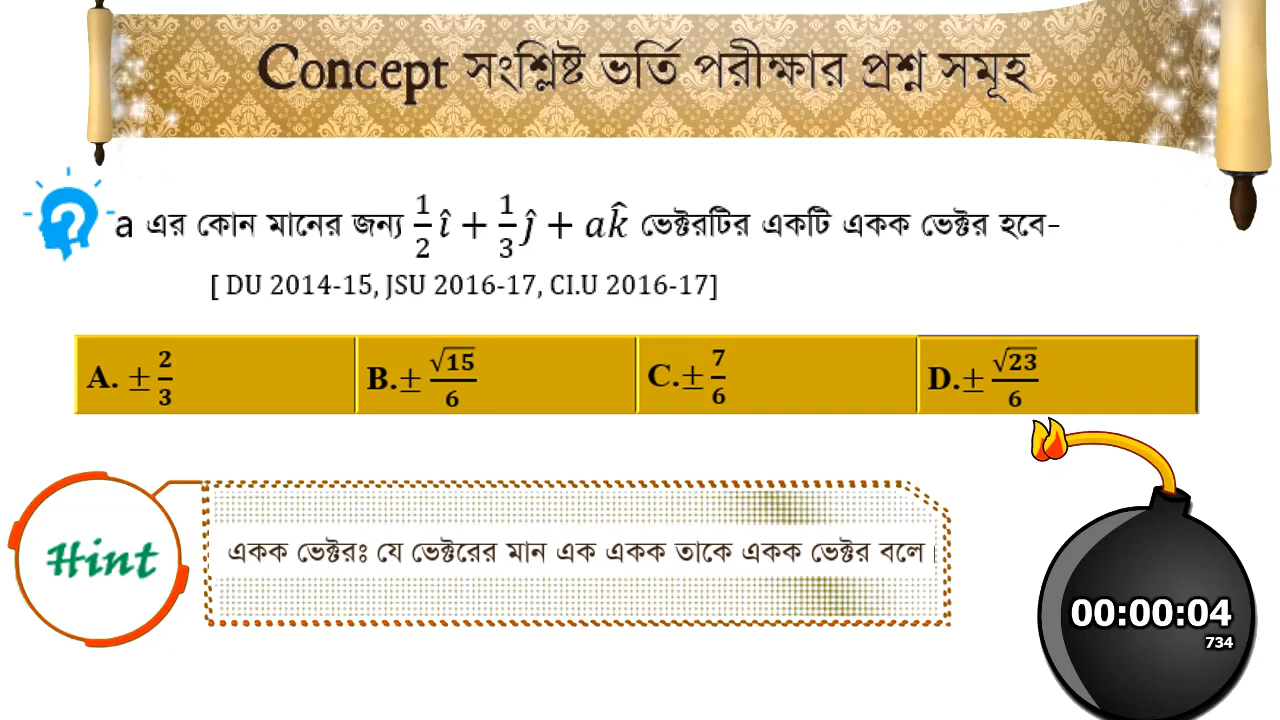 Concept সংশ্লিষ্ট ভর্তি পরীক্ষার প্রশ্ন সমূহ
a এর কোন মানের জন্য 1/2 î + 1/3 ĵ + ak̂ ভেক্টরটির একটি একক ভেক্টর হবে-
[ DU 2014-15, JSU 2016-17, CI.U 2016-17]
A. ± 2/3 B.± √15/6 C.± 7/6 D.± √23/6
Hint একক ভেক্টরঃ যে ভেক্টরের মান এক একক তাকে একক ভেক্টর বলে।
00:00:04
734